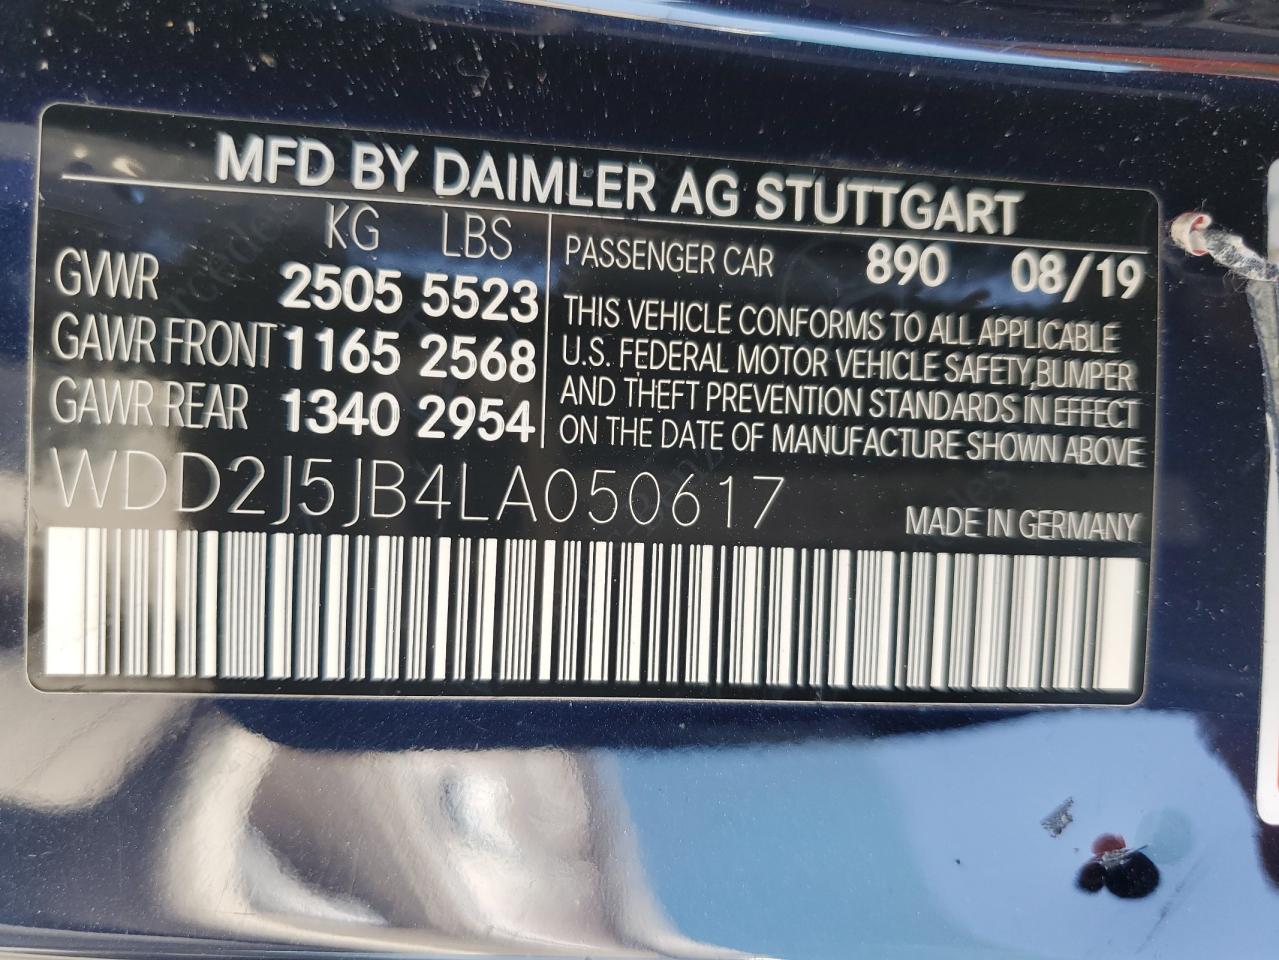 MFD BY DAIMLER AG STUTTGART
KG LBS
GVWR 2505 5523
GAWR FRONT 1165 2568
GAWR REAR 1340 2954
PASSENGER CAR 890 08/19
THIS VEHICLE CONFORMS TO ALL APPLICABLE
U.S. FEDERAL MOTOR VEHICLE SAFETY,BUMPER
AND THEFT PREVENTION STANDARDS IN EFFECT
ON THE DATE OF MANUFACTURE SHOWN ABOVE
WDD2J5JB4LA050617
MADE IN GERMANY